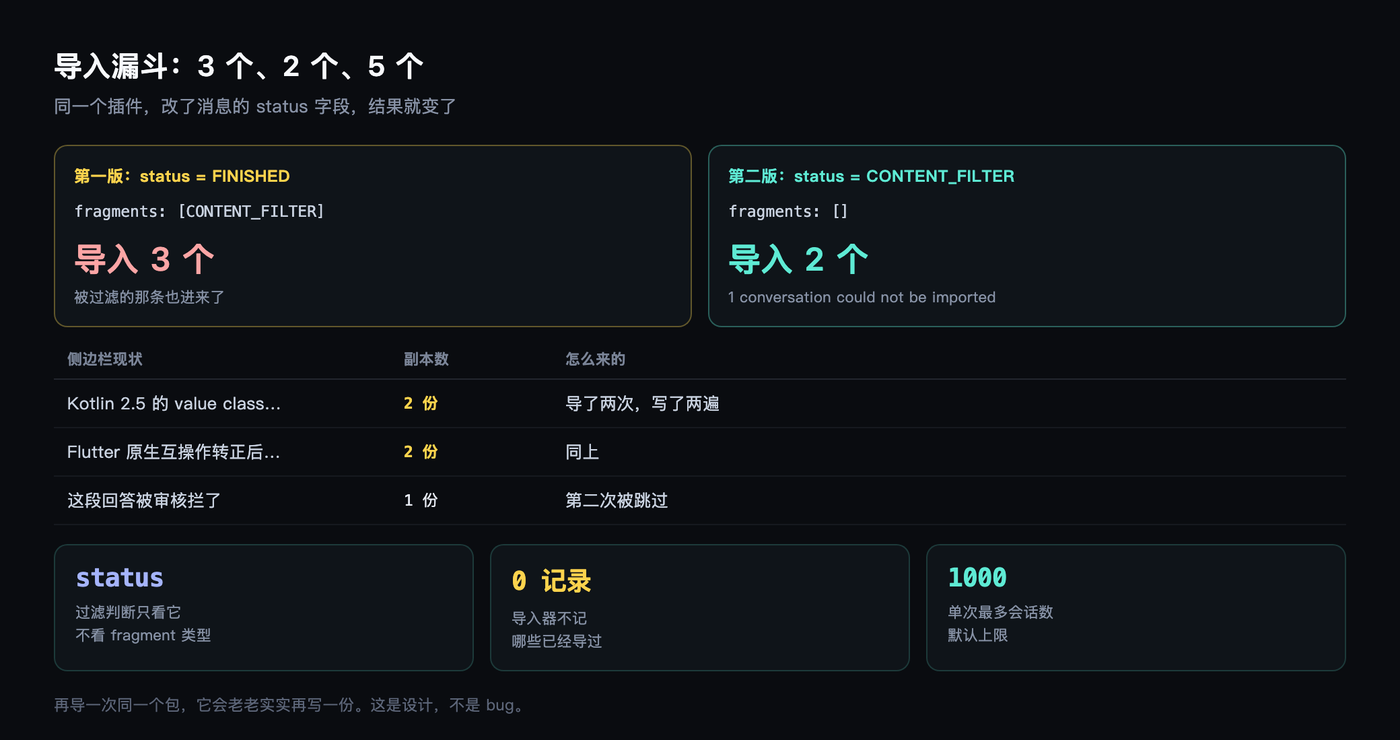 导入漏斗：3 个、2 个、5 个
同一个插件，改了消息的 status 字段，结果就变了
第一版：status = FINISHED
fragments: [CONTENT_FILTER]
导入 3 个
被过滤的那条也进来了
第二版：status = CONTENT_FILTER
fragments: []
导入 2 个
1 conversation could not be imported
侧边栏现状 副本数 怎么来的
Kotlin 2.5 的 value class... 2 份 导了两次，写了两遍
Flutter 原生互操作转正后... 2 份 同上
这段回答被审核拦了 1 份 第二次被跳过
status
过滤判断只看它
不看 fragment 类型
0 记录
导入器不记
哪些已经导过
1000
单次最多会话数
默认上限
再导一次同一个包，它会老老实实再写一份。这是设计，不是 bug。